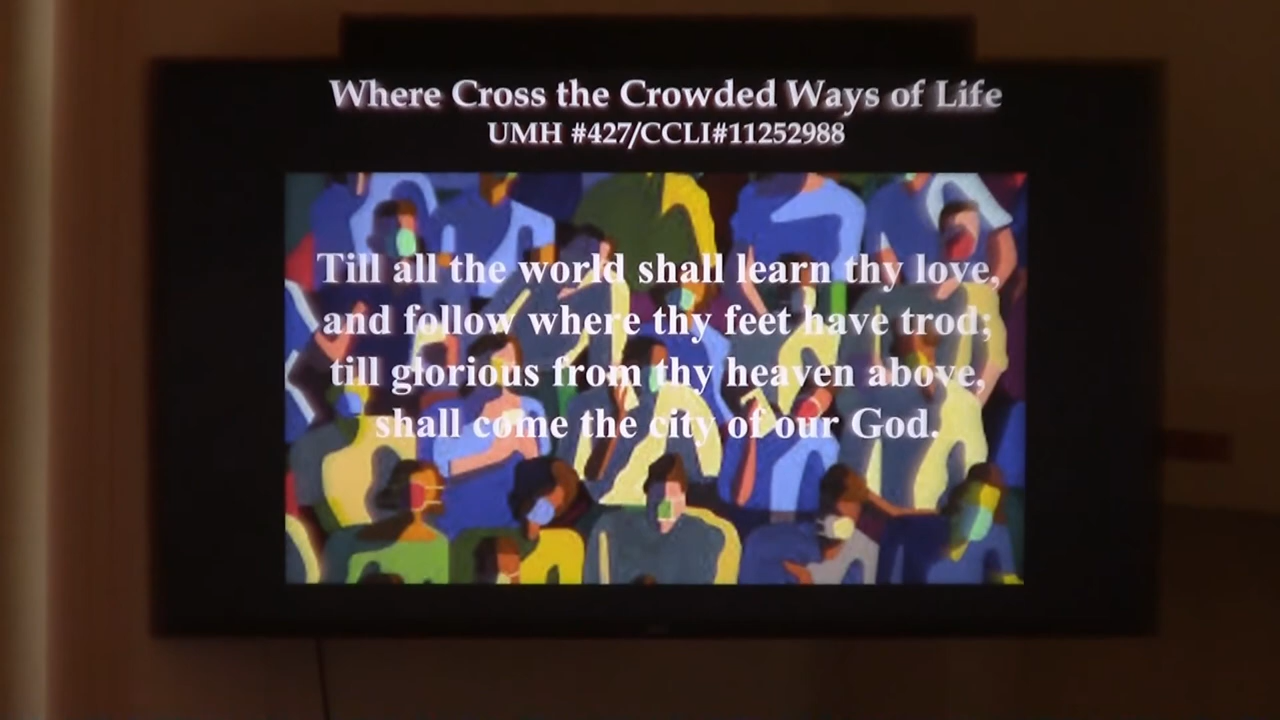 Where Cross the Crowded Ways of Life
UMH #427/CCLI#11252988
Till all the world shall learn thy love,
and follow where thy feet have trod;
till glorious from thy heaven above,
shall come the city of our God.